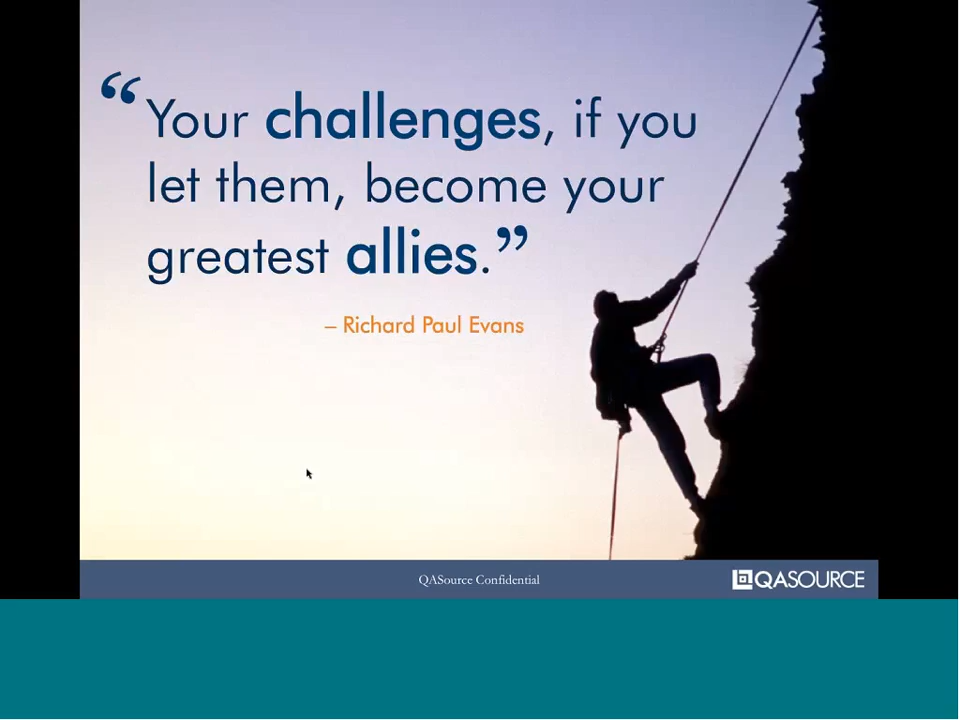 “Your challenges, if you
let them, become your
greatest allies.”
– Richard Paul Evans
QASource Confidential
QASOURCE